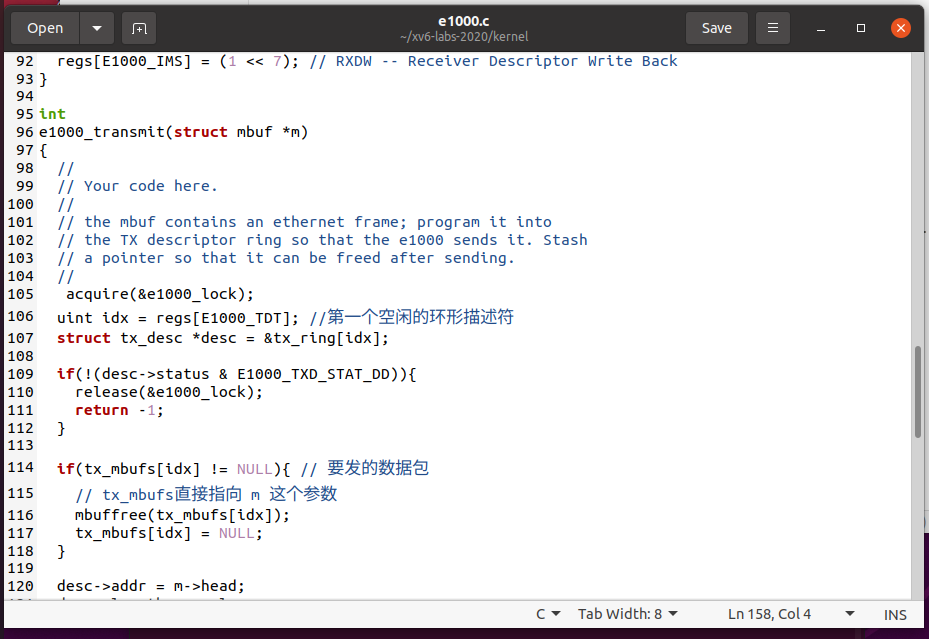 Open
e1000.c
~/xv6-labs-2020/kernel
Save
92   regs[E1000_IMS] = (1 << 7); // RXDW -- Receiver Descriptor Write Back
93 }
94
95 int
96 e1000_transmit(struct mbuf *m)
97 {
98   //
99   // Your code here.
100   //
101   // the mbuf contains an ethernet frame; program it into
102   // the TX descriptor ring so that the e1000 sends it. Stash
103   // a pointer so that it can be freed after sending.
104   //
105    acquire(&e1000_lock);
106   uint idx = regs[E1000_TDT]; //第一个空闲的环形描述符
107   struct tx_desc *desc = &tx_ring[idx];
108
109   if(!(desc->status & E1000_TXD_STAT_DD)){
110     release(&e1000_lock);
111     return -1;
112   }
113
114   if(tx_mbufs[idx] != NULL){ // 要发的数据包
115     // tx_mbufs直接指向 m 这个参数
116     mbuffree(tx_mbufs[idx]);
117     tx_mbufs[idx] = NULL;
118   }
119
120   desc->addr = m->head;
C
Tab Width: 8
Ln 158, Col 4
INS